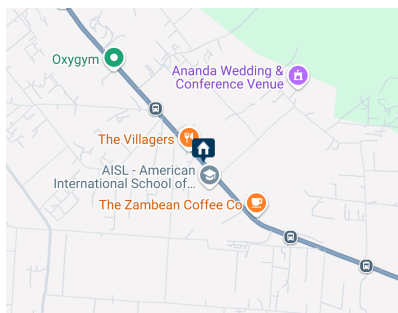 Oxygym
Ananda Wedding &
Conference Venue
The Villagers
AISL - American
International School of...
The Zambean Coffee Co